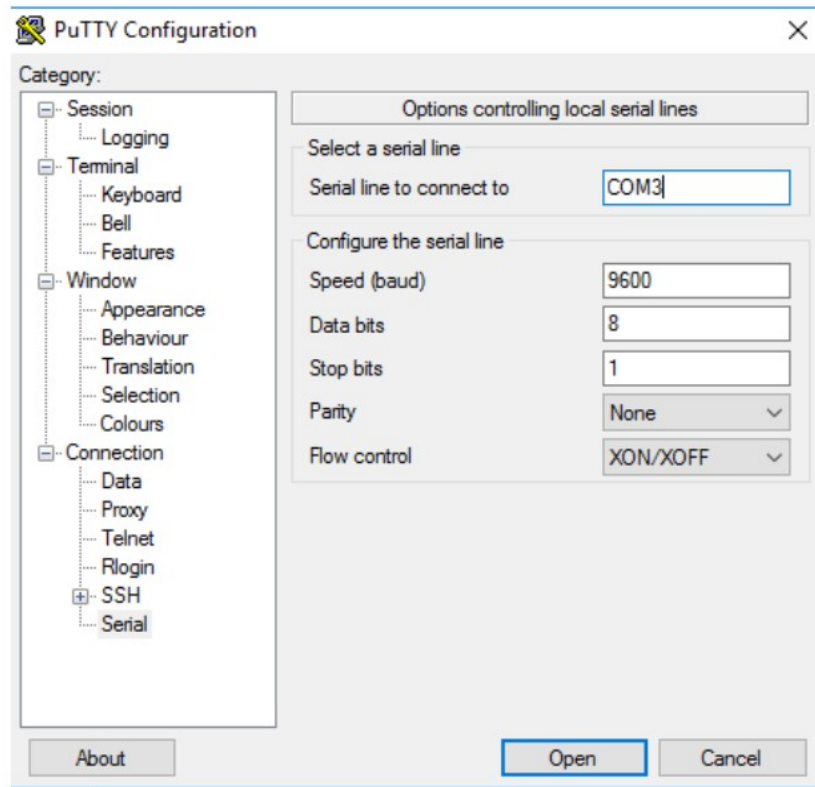 PuTTY Configuration
Category:
Session
Logging
Terminal
Keyboard
Bell
Features
Window
Appearance
Behaviour
Translation
Selection
Colours
Connection
Data
Proxy
Telnet
Rlogin
SSH
Serial
Options controlling local serial lines
Select a serial line
Serial line to connect to COM3
Configure the serial line
Speed (baud) 9600
Data bits 8
Stop bits 1
Parity None
Flow control XON/XOFF
About Open Cancel